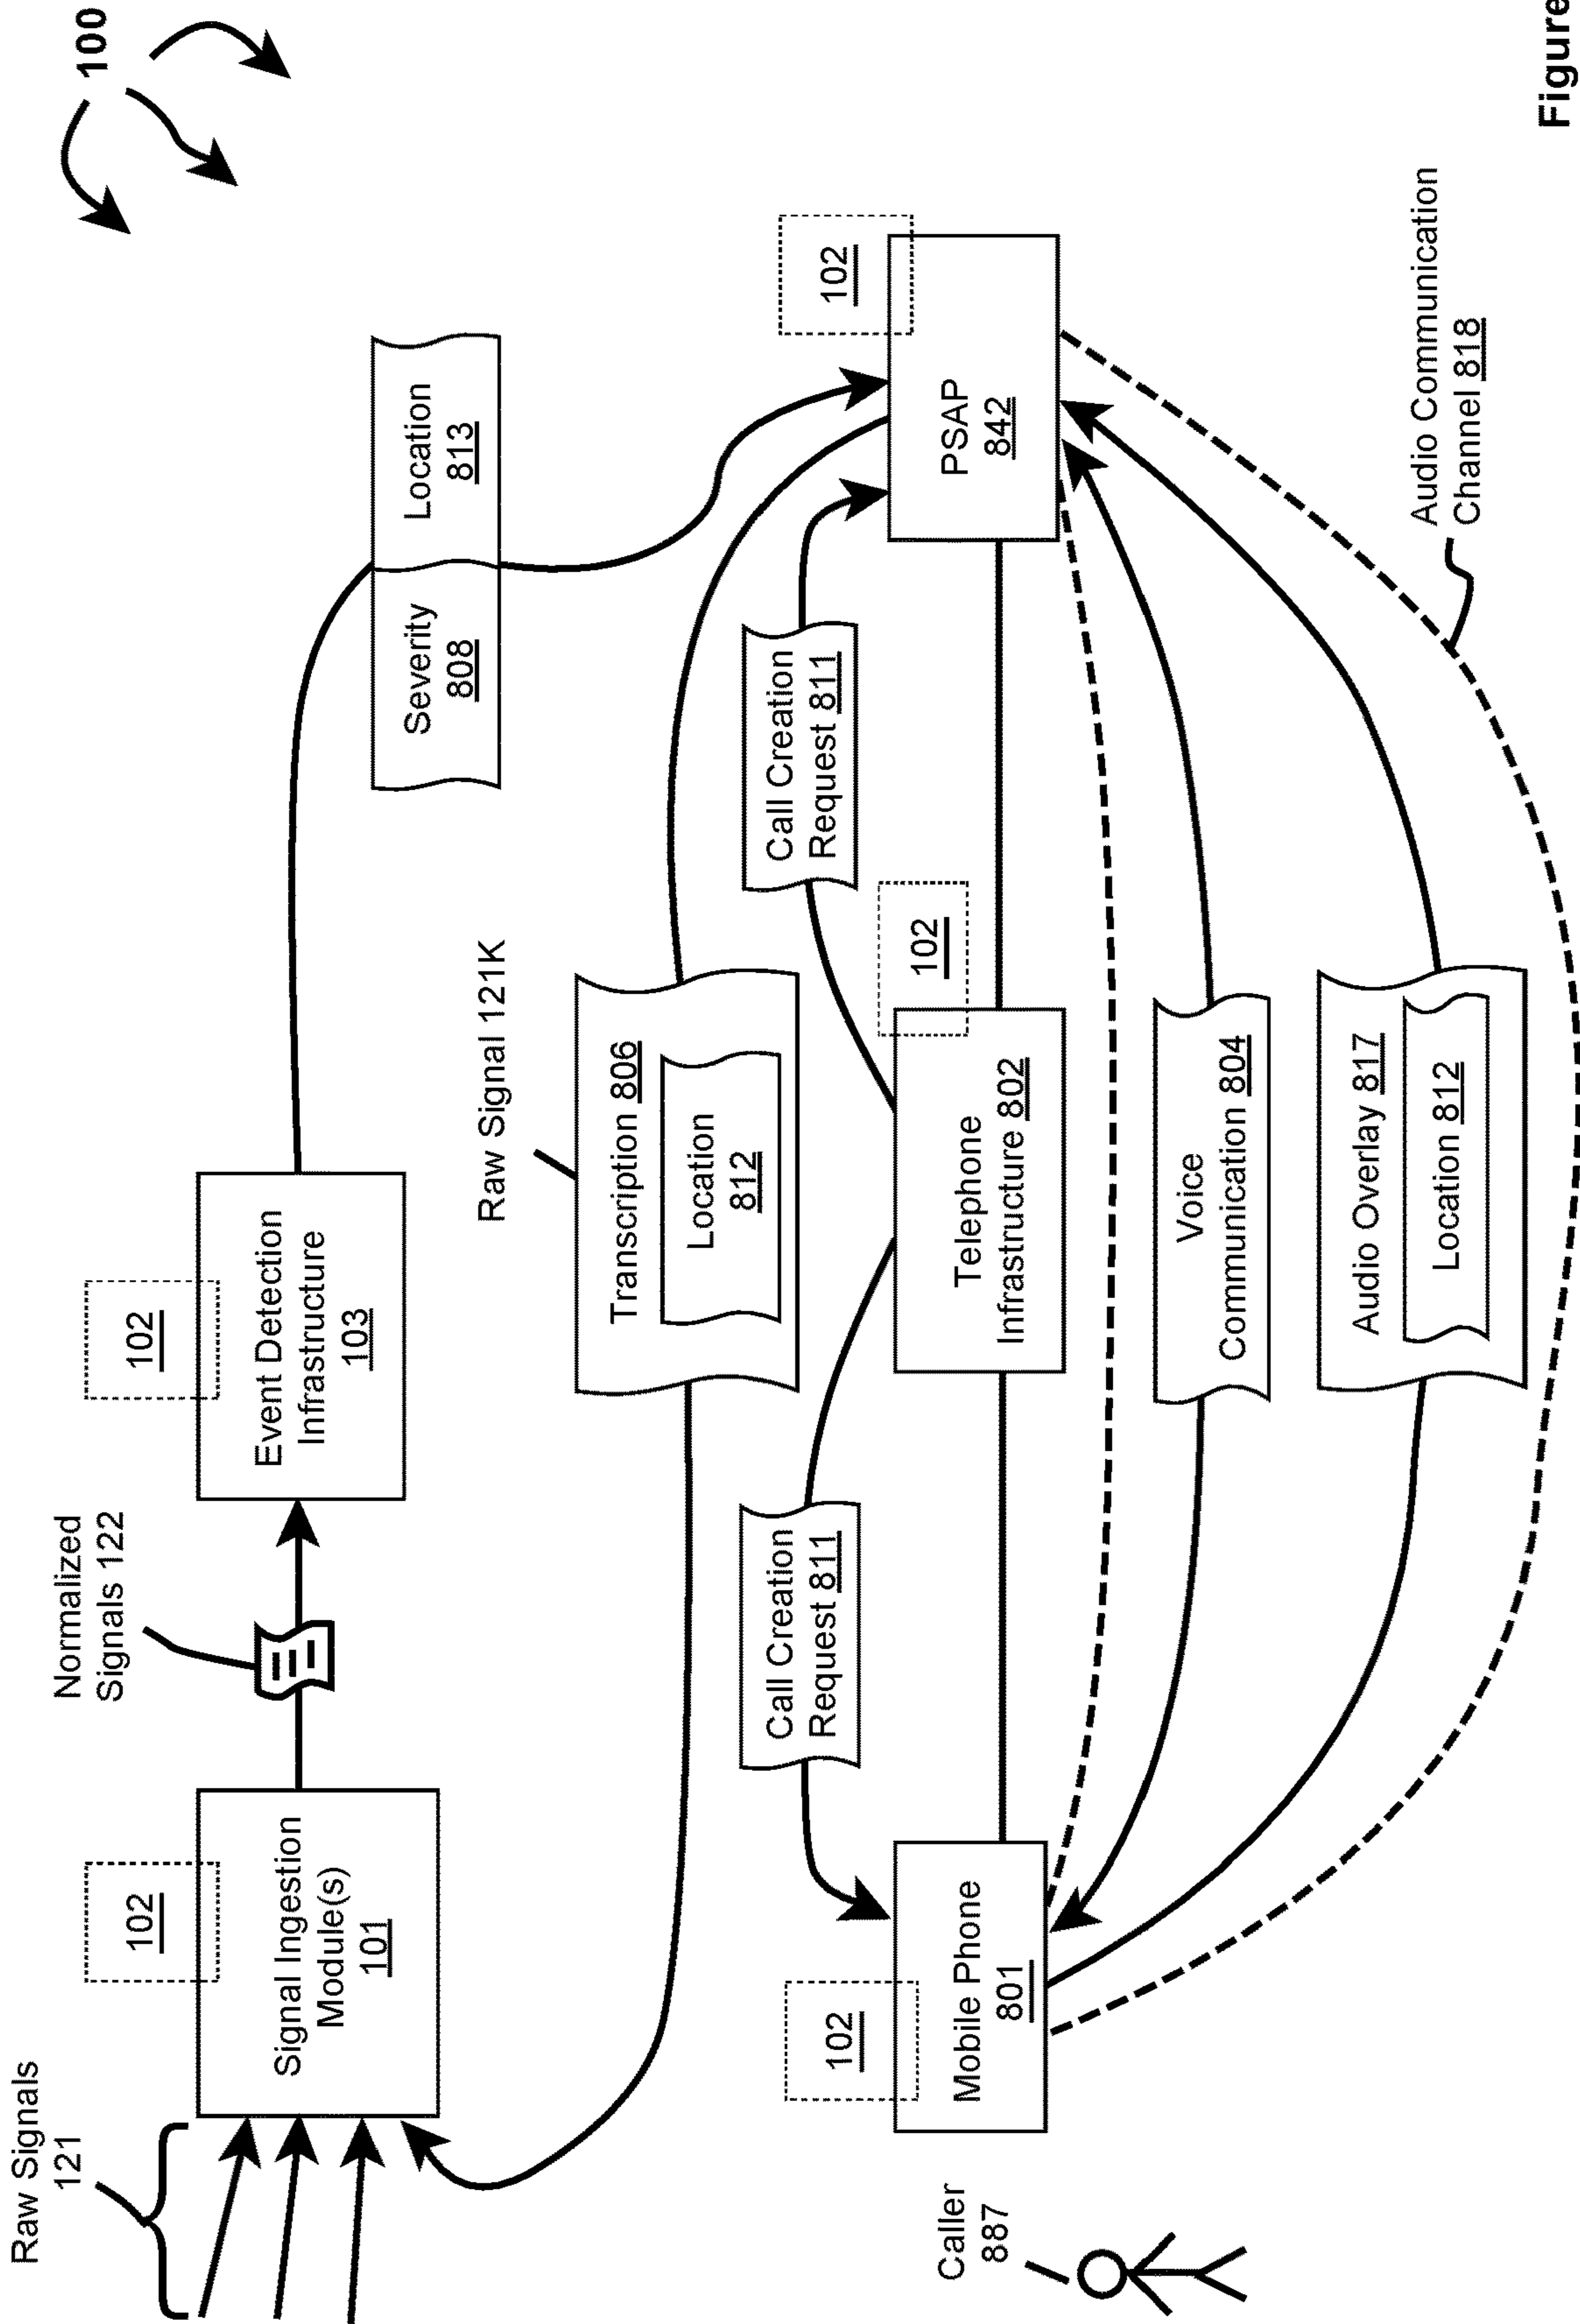 100
Raw Signals
121
102
Signal Ingestion
Module(s)
101
Normalized
Signals 122
102
Event Detection
Infrastructure
103
Severity
808
Location
813
Raw Signal 121K
Transcription 806
Location
812
Call Creation
Request 811
Call Creation
Request 811
102
Mobile Phone
801
102
Telephone
Infrastructure 802
102
PSAP
842
Caller
887
Voice
Communication 804
Audio Overlay 817
Location 812
Audio Communication
Channel 818
Figure